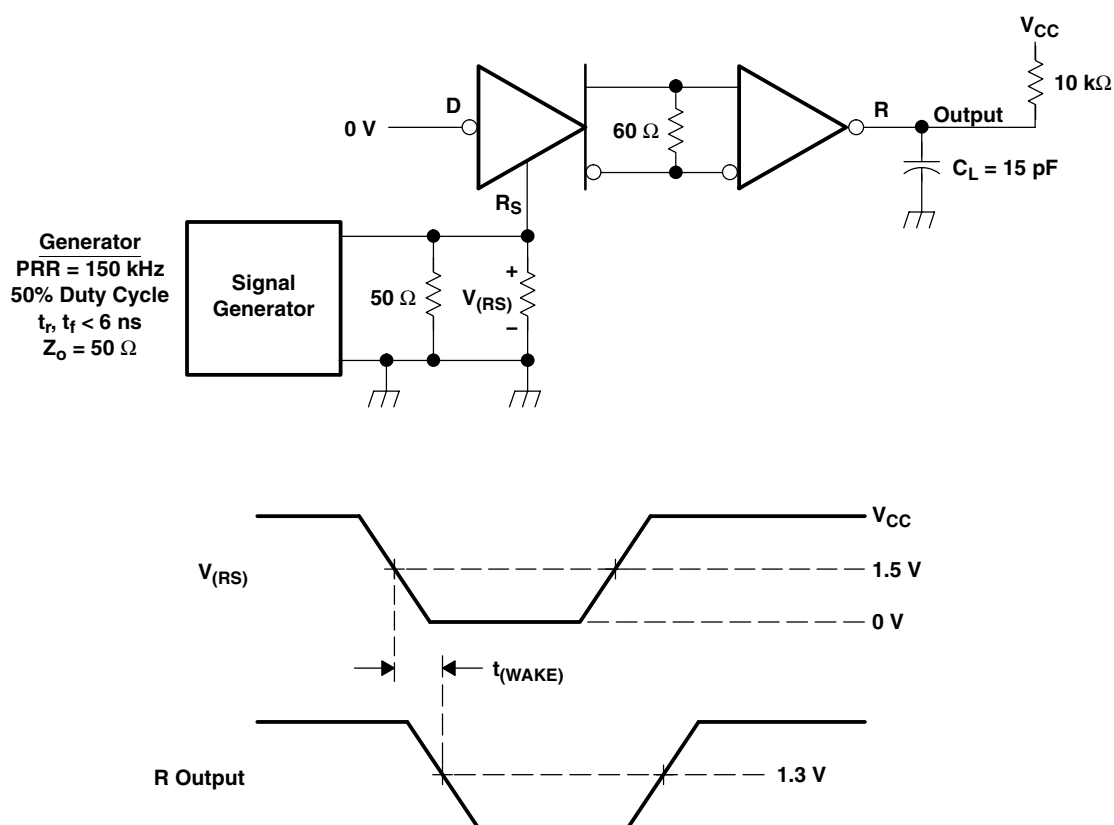 V_CC
10 kΩ
D
0 V
60 Ω
R
Output
C_L = 15 pF
R_S
Generator
PRR = 150 kHz
50% Duty Cycle
t_r, t_f < 6 ns
Z_o = 50 Ω
Signal
Generator
50 Ω
+
V_(RS)
–
V_CC
V_(RS)
1.5 V
0 V
t_(WAKE)
R Output
1.3 V